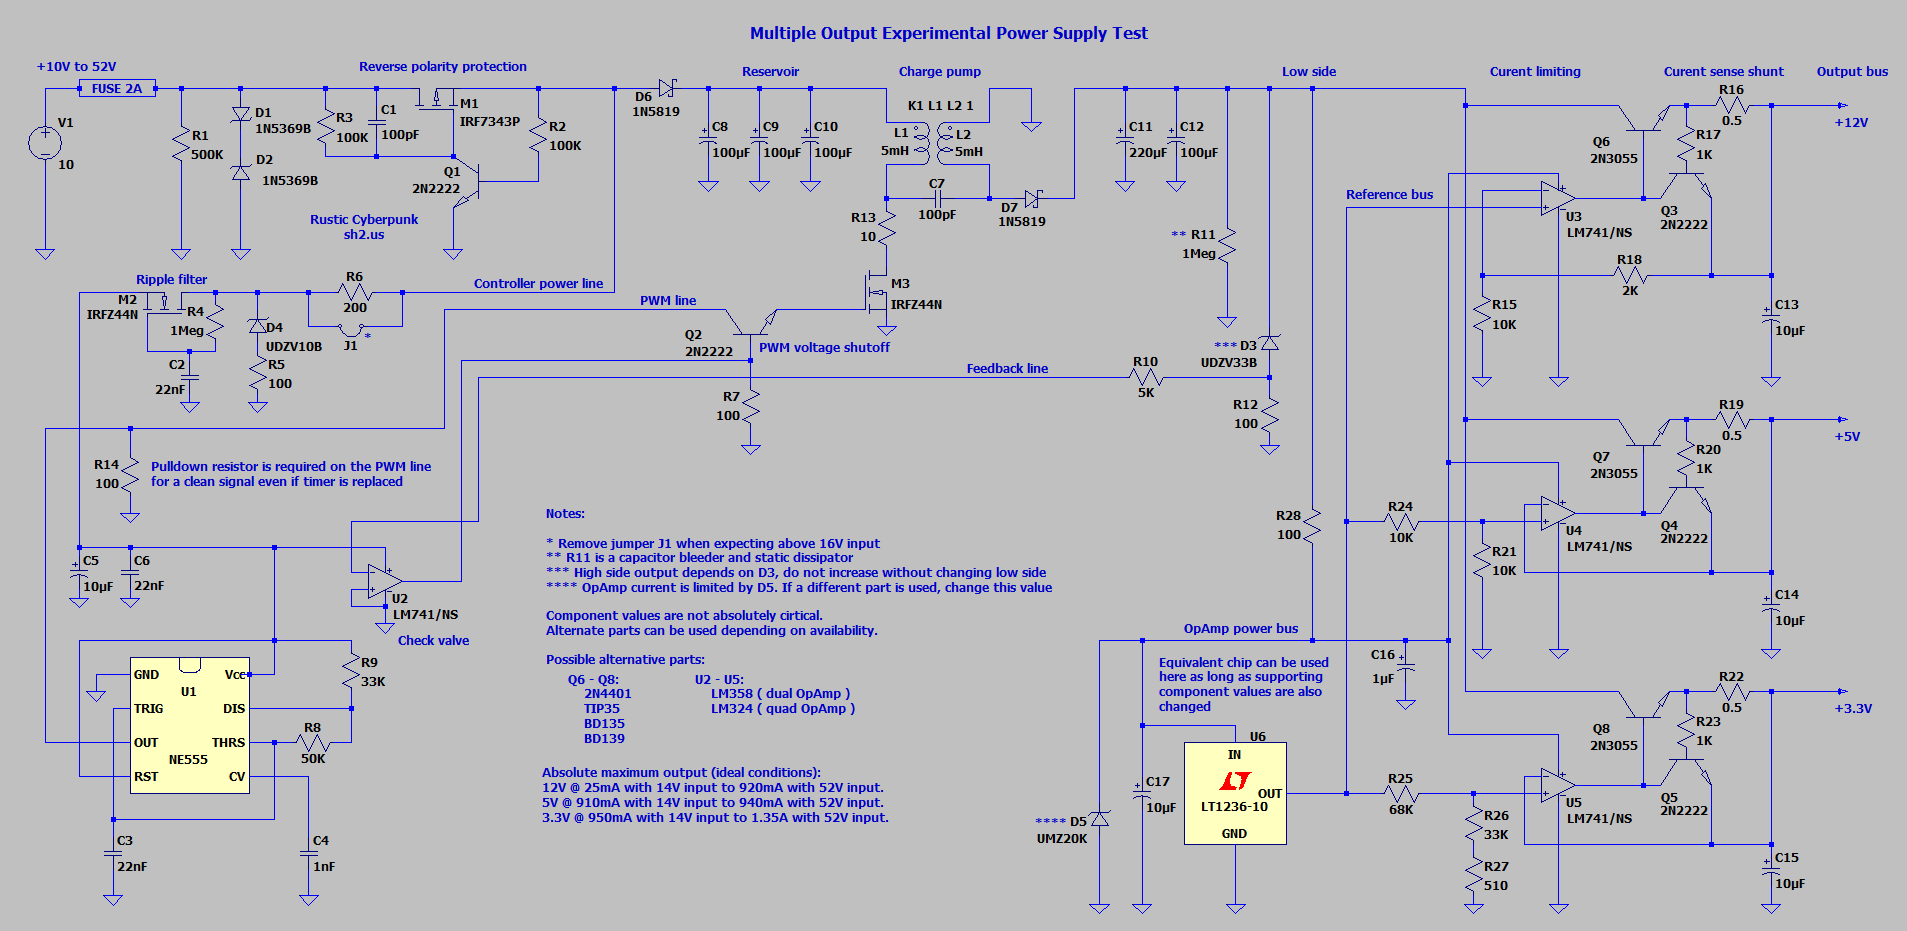 Multiple Output Experimental Power Supply Test
+10V to 52V
FUSE 2A
V1
10
R1
500K
D1
1N5369B
D2
1N5369B
Reverse polarity protection
R3
100K
C1
100pF
M1
IRF7343P
R2
100K
Q1
2N2222
Rustic Cyberpunk
sh2.us
D6
1N5819
Reservoir
C8
100µF
C9
100µF
C10
100µF
Charge pump
K1 L1 L2 1
L1
5mH
L2
5mH
C7
100pF
D7
1N5819
R13
10
M3
IRFZ44N
Low side
C11
220µF
C12
100µF
** R11
1Meg
*** D3
UDZV33B
R12
100
R10
5K
Feedback line
Reference bus
Curent limiting
Curent sense shunt
Output bus
R16
0.5
+12V
Q6
2N3055
R17
1K
U3
LM741/NS
Q3
2N2222
R18
2K
R15
10K
C13
10µF
Ripple filter
M2
IRFZ44N
R4
1Meg
C2
22nF
D4
UDZV10B
R5
100
R6
200
J1
*
Controller power line
PWM line
Q2
2N2222
PWM voltage shutoff
R7
100
R14
100
Pulldown resistor is required on the PWM line
for a clean signal even if timer is replaced
C5
10µF
C6
22nF
U2
LM741/NS
Check valve
GND
TRIG
OUT
RST
Vcc
DIS
THRS
CV
U1
NE555
R9
33K
R8
50K
C3
22nF
C4
1nF
Notes:
* Remove jumper J1 when expecting above 16V input
** R11 is a capacitor bleeder and static dissipator
*** High side output depends on D3, do not increase without changing low side
**** OpAmp current is limited by D5. If a different part is used, change this value
Component values are not absolutely cirtical.
Alternate parts can be used depending on availability.
Possible alternative parts:
Q6 - Q8:
2N4401
TIP35
BD135
BD139
U2 - U5:
LM358 ( dual OpAmp )
LM324 ( quad OpAmp )
Absolute maximum output (ideal conditions):
12V @ 25mA with 14V input to 920mA with 52V input.
5V @ 910mA with 14V input to 940mA with 52V input.
3.3V @ 950mA with 14V input to 1.35A with 52V input.
R28
100
OpAmp power bus
Equivalent chip can be used
here as long as supporting
component values are also
changed
C16
1µF
C17
10µF
**** D5
UMZ20K
U6
IN
LT1236-10
OUT
GND
R24
10K
R21
10K
R19
0.5
+5V
Q7
2N3055
R20
1K
U4
LM741/NS
Q4
2N2222
C14
10µF
R25
68K
R26
33K
R27
510
R22
0.5
+3.3V
Q8
2N3055
R23
1K
U5
LM741/NS
Q5
2N2222
C15
10µF